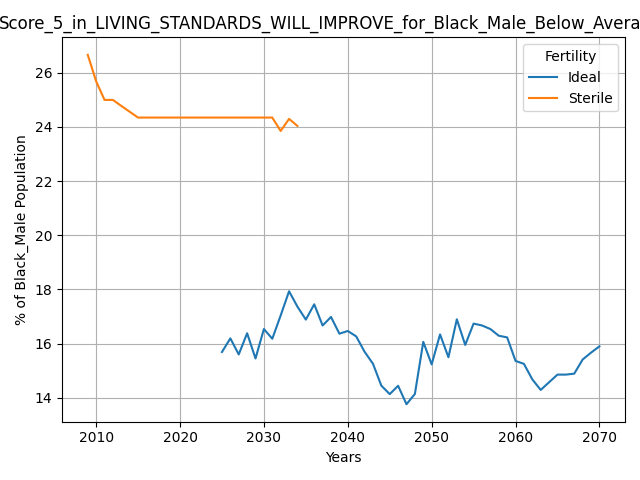 Score_5_in_LIVING_STANDARDS_WILL_IMPROVE_for_Black_Male_Below_Avera
Fertility
Ideal
Sterile
% of Black_Male Population
26
24
22
20
18
16
14
2010 2020 2030 2040 2050 2060 2070
Years